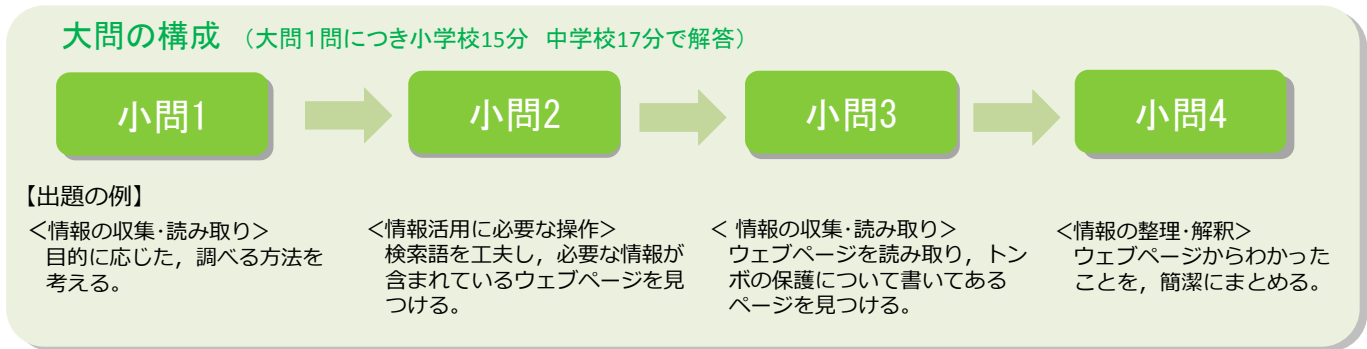 大問の構成 (大問1問につき小学校15分 中学校17分で解答)
小問1
小問2
小問3
小問4
【出題の例】
<情報の収集・読み取り>
目的に応じた，調べる方法を
考える。
<情報活用に必要な操作>
検索語を工夫し，必要な情報が
含まれているウェブページを見
つける。
< 情報の収集・読み取り>
ウェブページを読み取り，トン
ボの保護について書いてある
ページを見つける。
<情報の整理・解釈>
ウェブページからわかった
ことを，簡潔にまとめる。